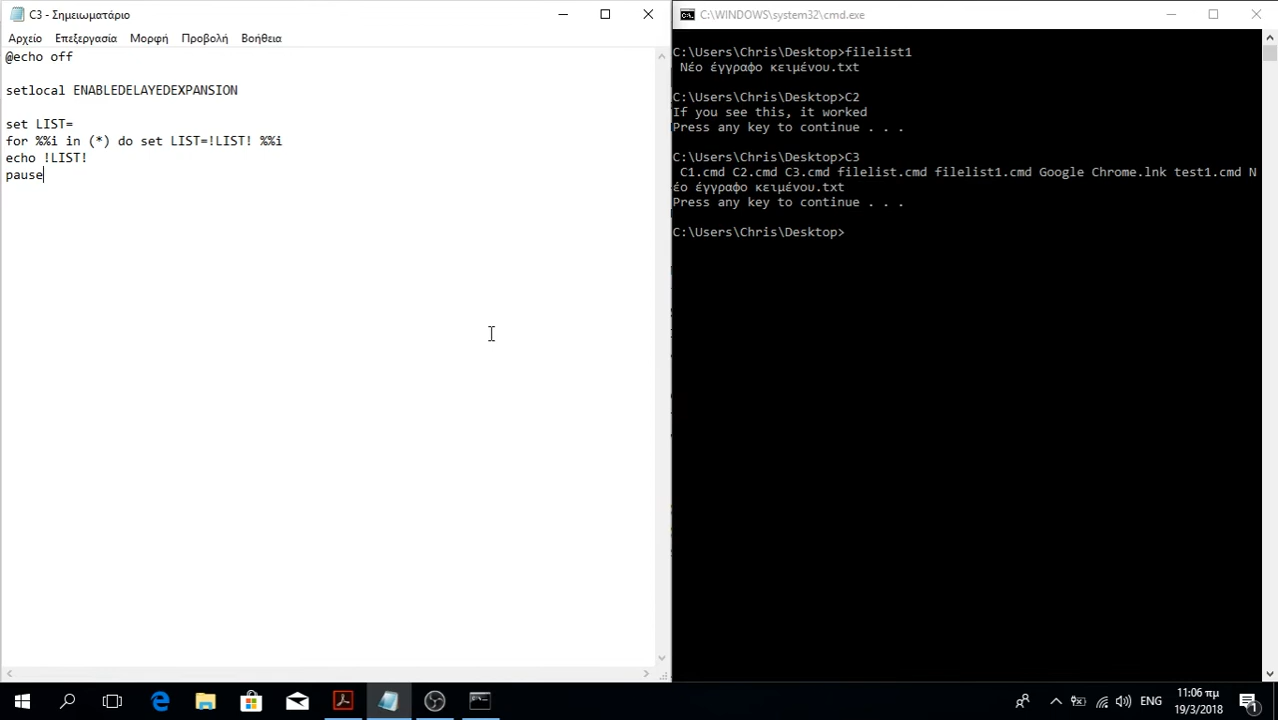 C3 - Σημειωματάριο
Αρχείο Επεξεργασία Μορφή Προβολή Βοήθεια
@echo off
setlocal ENABLEDELAYEDEXPANSION
set LIST=
for %%i in (*) do set LIST=!LIST! %%i
echo !LIST!
pause
C:\WINDOWS\system32\cmd.exe
C:\Users\Chris\Desktop>filelist1
Νέο έγγραφο κειμένου.txt
C:\Users\Chris\Desktop>C2
If you see this, it worked
Press any key to continue . . .
C:\Users\Chris\Desktop>C3
C1.cmd C2.cmd C3.cmd filelist.cmd filelist1.cmd Google Chrome.lnk test1.cmd Ν
έο έγγραφο κειμένου.txt
Press any key to continue . . .
C:\Users\Chris\Desktop>
ENG
11:06 πμ
19/3/2018
1